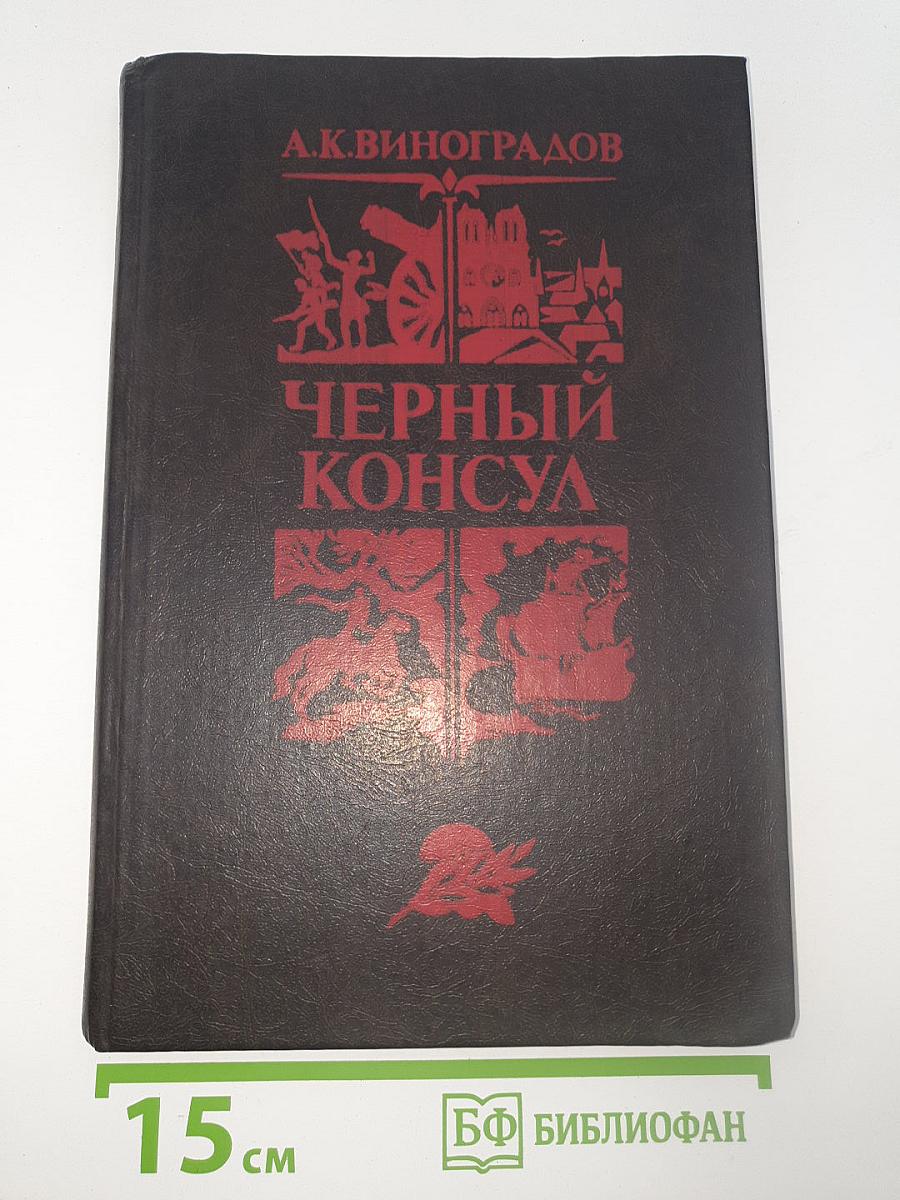 А.К.ВИНОГРАДОВ
ЧЕРНЫЙ
КОНСУЛ
15 см
БФ БИБЛИОФАН